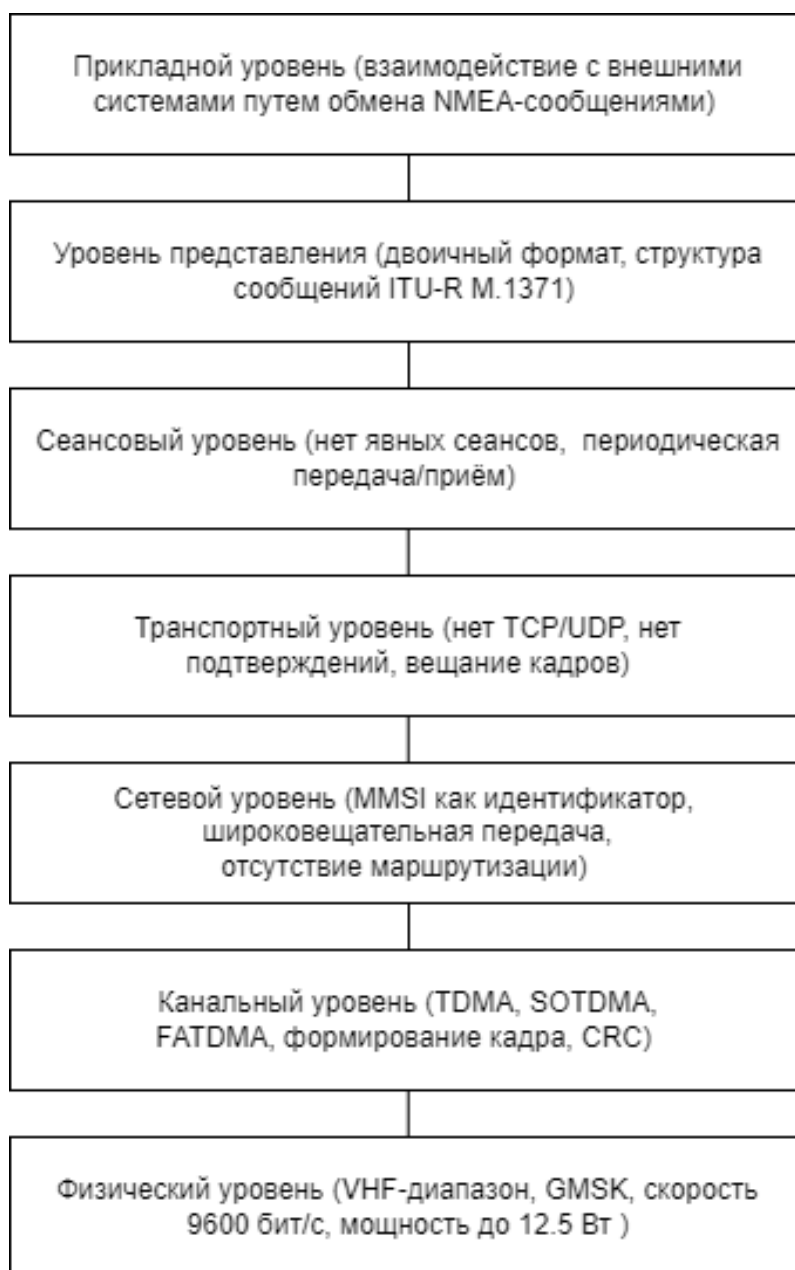 Прикладной уровень (взаимодействие с внешними
системами путем обмена NMEA-сообщениями)
Уровень представления (двоичный формат, структура
сообщений ITU-R M.1371)
Сеансовый уровень (нет явных сеансов, периодическая
передача/приём)
Транспортный уровень (нет TCP/UDP, нет
подтверждений, вещание кадров)
Сетевой уровень (MMSI как идентификатор,
широковещательная передача,
отсутствие маршрутизации)
Канальный уровень (TDMA, SOTDMA,
FATDMA, формирование кадра, CRC)
Физический уровень (VHF-диапазон, GMSK, скорость
9600 бит/с, мощность до 12.5 Вт )